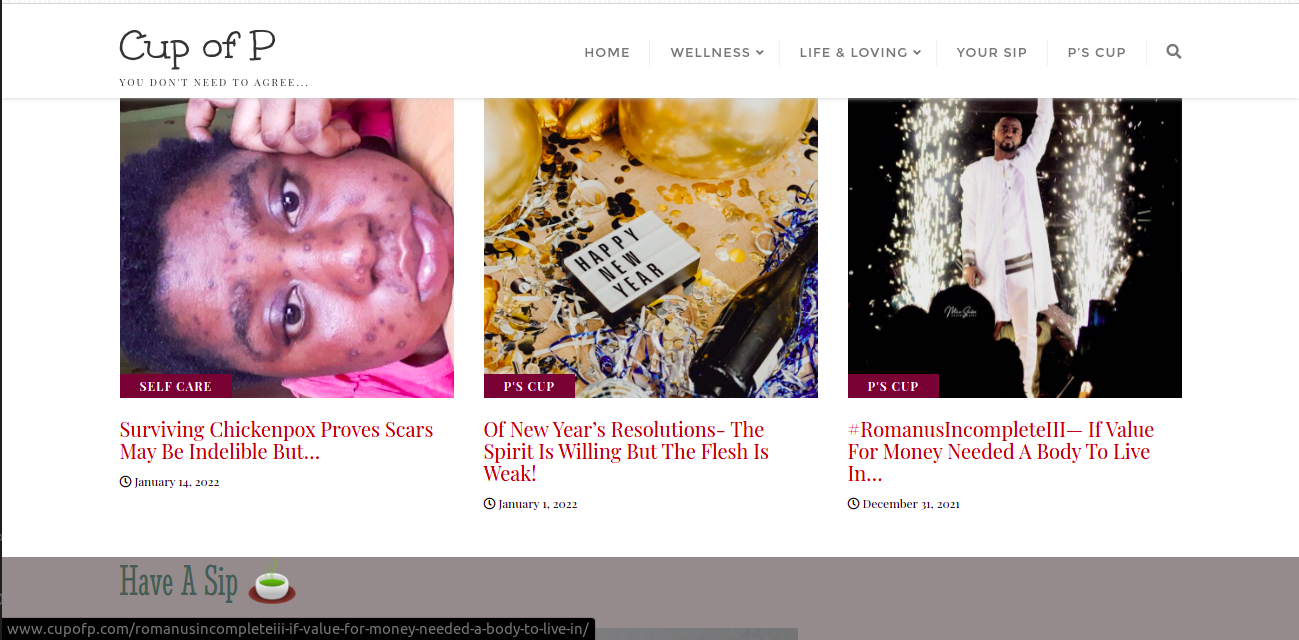 Cup of P
YOU DON'T NEED TO AGREE...
HOME
WELLNESS
LIFE & LOVING
YOUR SIP
P'S CUP
HAPPY
NEW
YEAR
SELF CARE
P'S CUP
P'S CUP
Surviving Chickenpox Proves Scars
May Be Indelible But…
January 14, 2022
Of New Year’s Resolutions- The
Spirit Is Willing But The Flesh Is
Weak!
January 1, 2022
#RomanusIncompleteIII— If Value
For Money Needed A Body To Live
In…
December 31, 2021
Have A Sip
www.cupofp.com/romanusincompleteiii-if-value-for-money-needed-a-body-to-live-in/